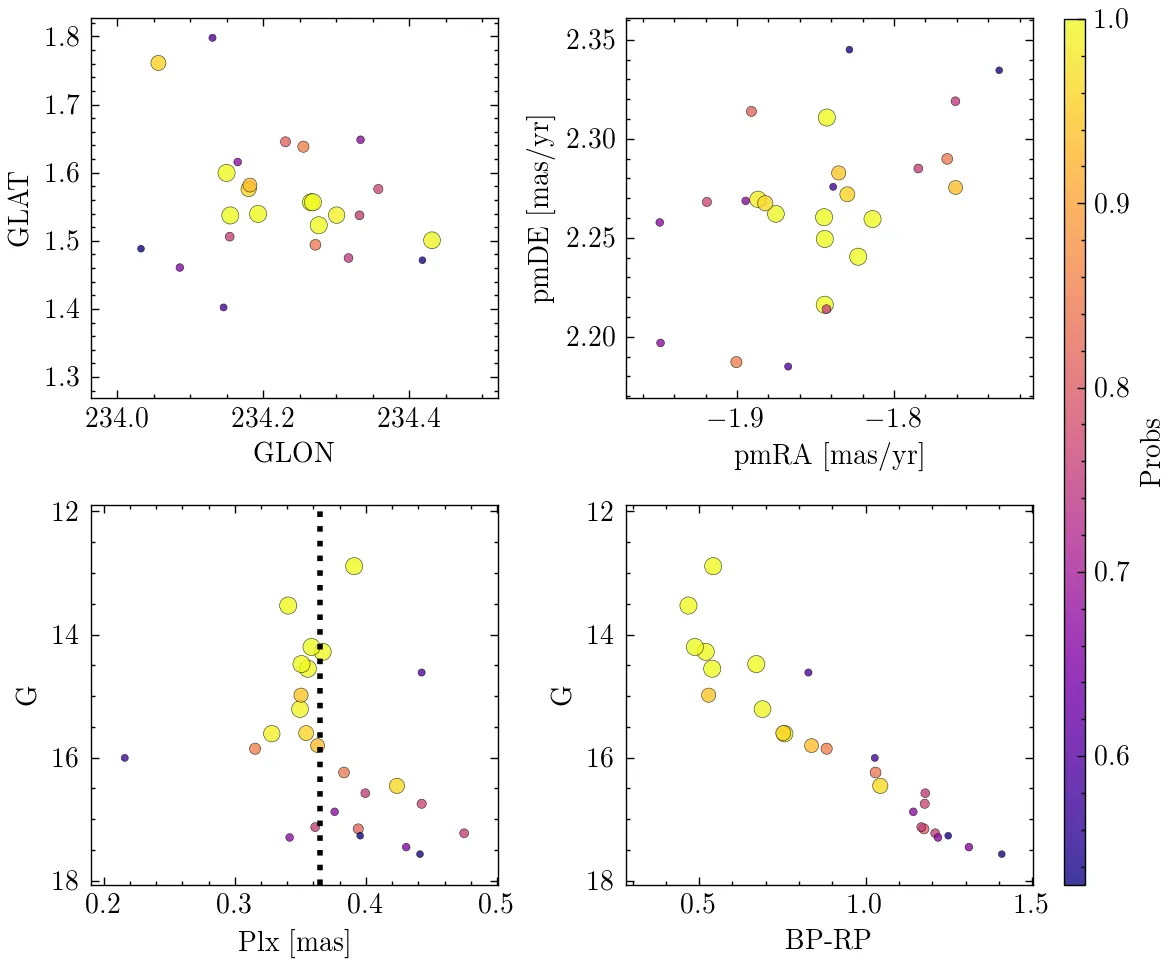 1.8
1.7
1.6
1.5
1.4
1.3
GLAT
234.0 234.2 234.4
GLON
2.35
2.30
2.25
2.20
pmDE [mas/yr]
−1.9 −1.8
pmRA [mas/yr]
12
14
16
18
G
0.2 0.3 0.4 0.5
Plx [mas]
12
14
16
18
G
0.5 1.0 1.5
BP-RP
1.0
0.9
0.8
0.7
0.6
Probs